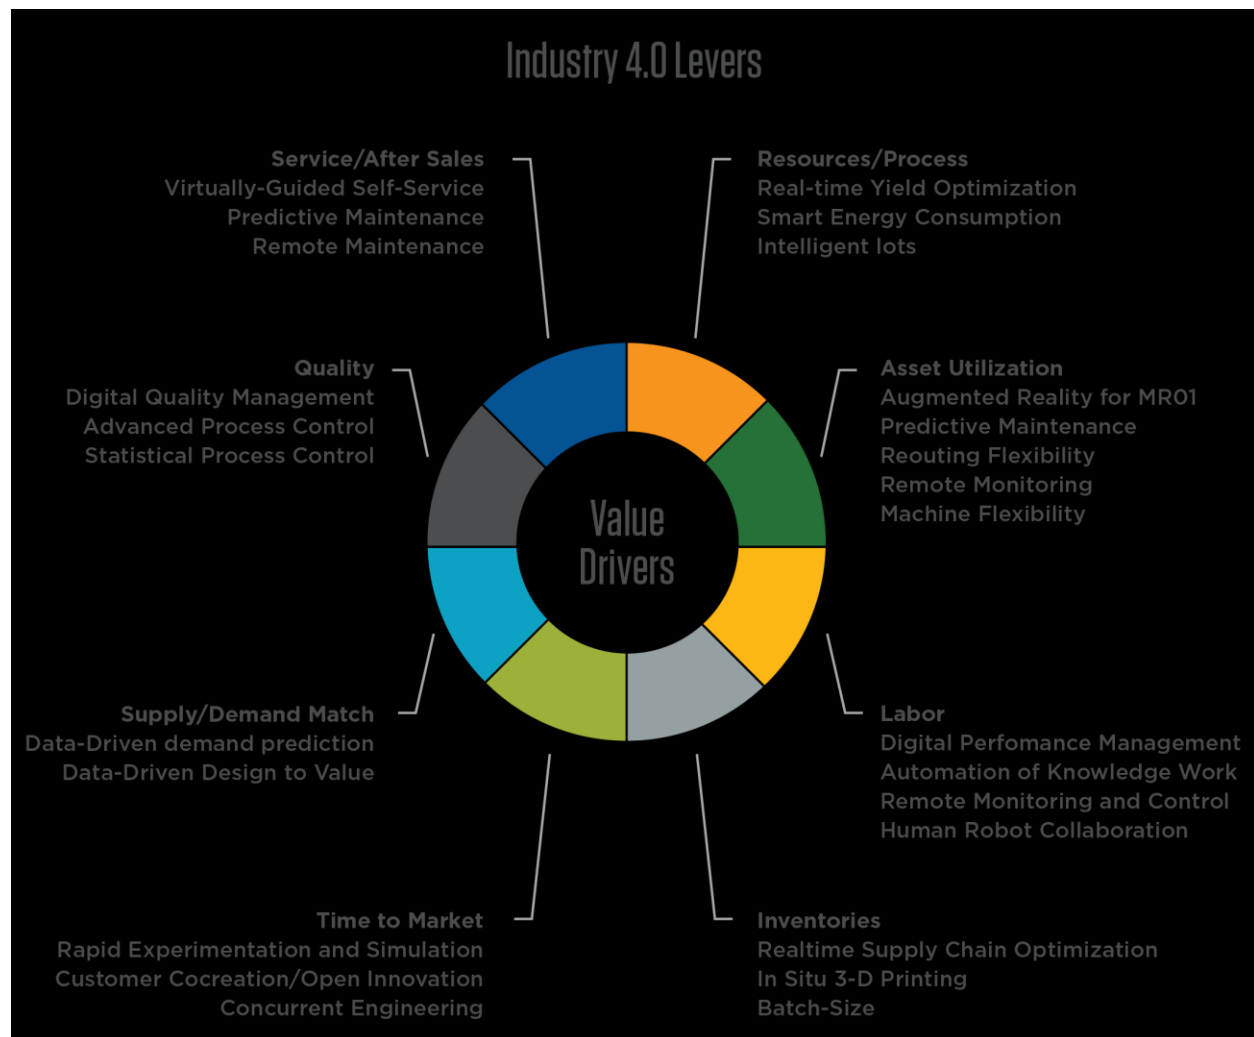 Industry 4.0 Levers
Service/After Sales
Virtually-Guided Self-Service
Predictive Maintenance
Remote Maintenance
Resources/Process
Real-time Yield Optimization
Smart Energy Consumption
Intelligent lots
Quality
Digital Quality Management
Advanced Process Control
Statistical Process Control
Asset Utilization
Augmented Reality for MR01
Predictive Maintenance
Reouting Flexibility
Remote Monitoring
Machine Flexibility
Value
Drivers
Supply/Demand Match
Data-Driven demand prediction
Data-Driven Design to Value
Labor
Digital Perfomance Management
Automation of Knowledge Work
Remote Monitoring and Control
Human Robot Collaboration
Time to Market
Rapid Experimentation and Simulation
Customer Cocreation/Open Innovation
Concurrent Engineering
Inventories
Realtime Supply Chain Optimization
In Situ 3-D Printing
Batch-Size